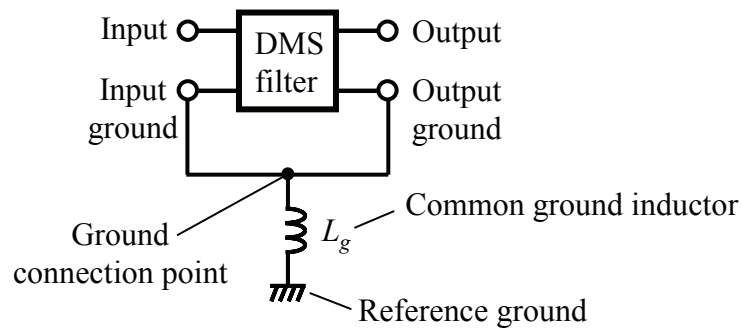 Input
DMS
filter
Output
Input
ground
Output
ground
Common ground inductor
Lg
Ground
connection point
Reference ground